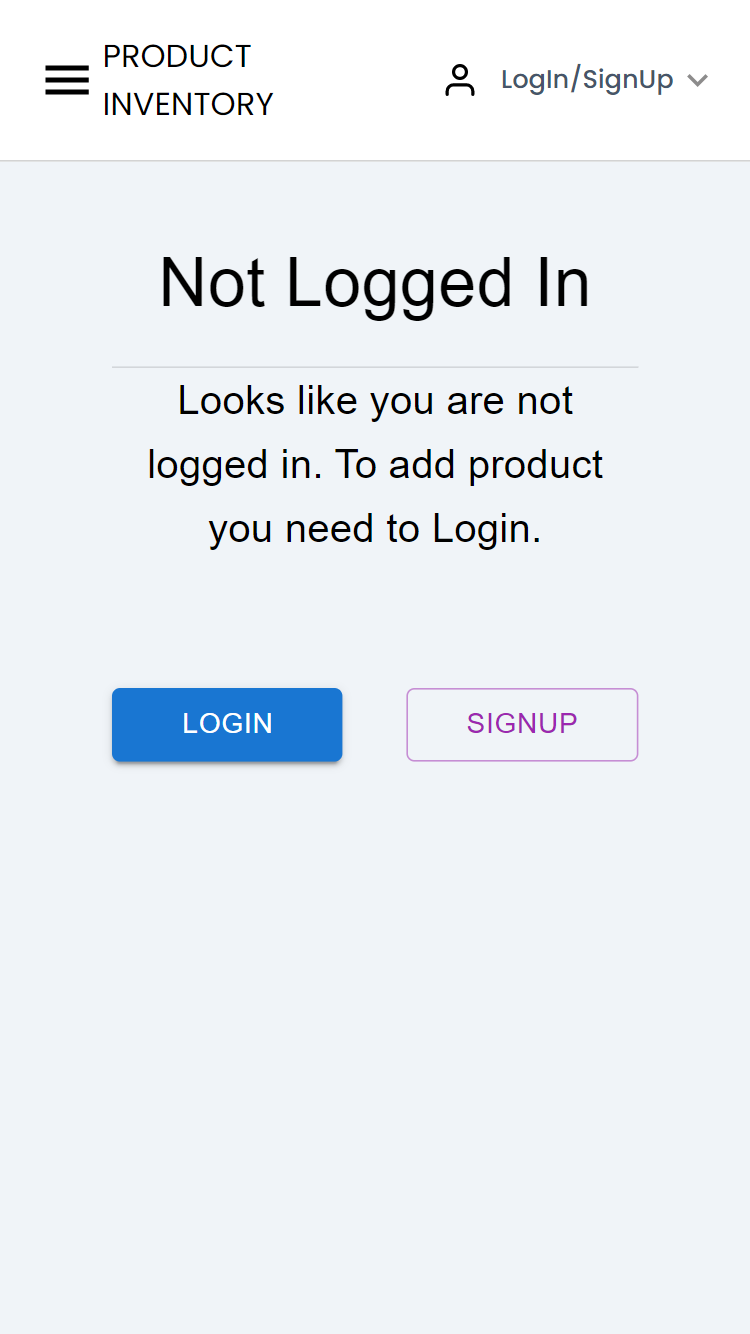 PRODUCT
INVENTORY
LogIn/SignUp
Not Logged In
Looks like you are not
logged in. To add product
you need to Login.
LOGIN
SIGNUP